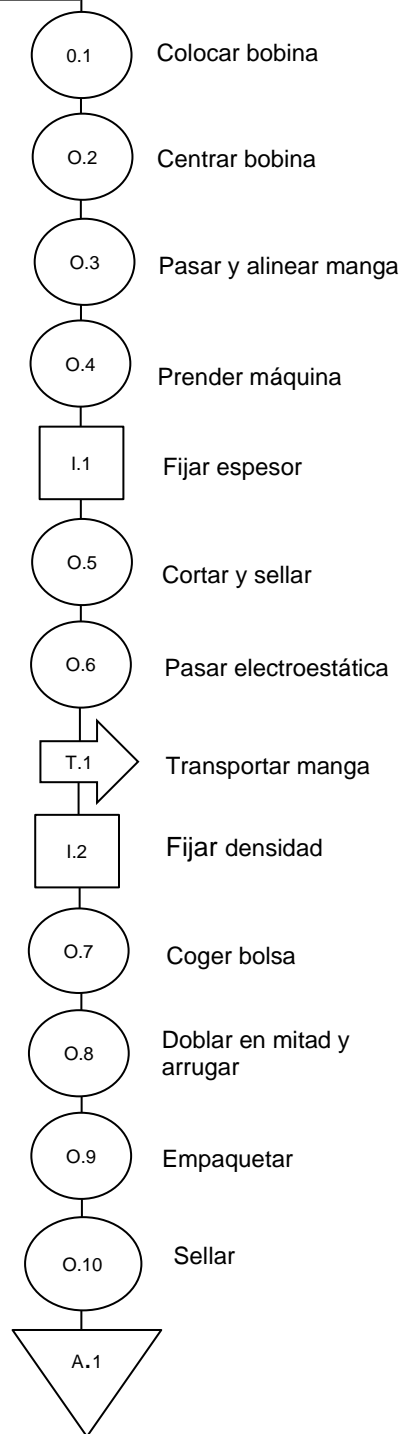 0.1 Colocar bobina
O.2 Centrar bobina
O.3 Pasar y alinear manga
O.4 Prender máquina
I.1 Fijar espesor
O.5 Cortar y sellar
O.6 Pasar electroestática
T.1 Transportar manga
I.2 Fijar densidad
O.7 Coger bolsa
O.8 Doblar en mitad y
arrugar
O.9 Empaquetar
O.10 Sellar
A.1